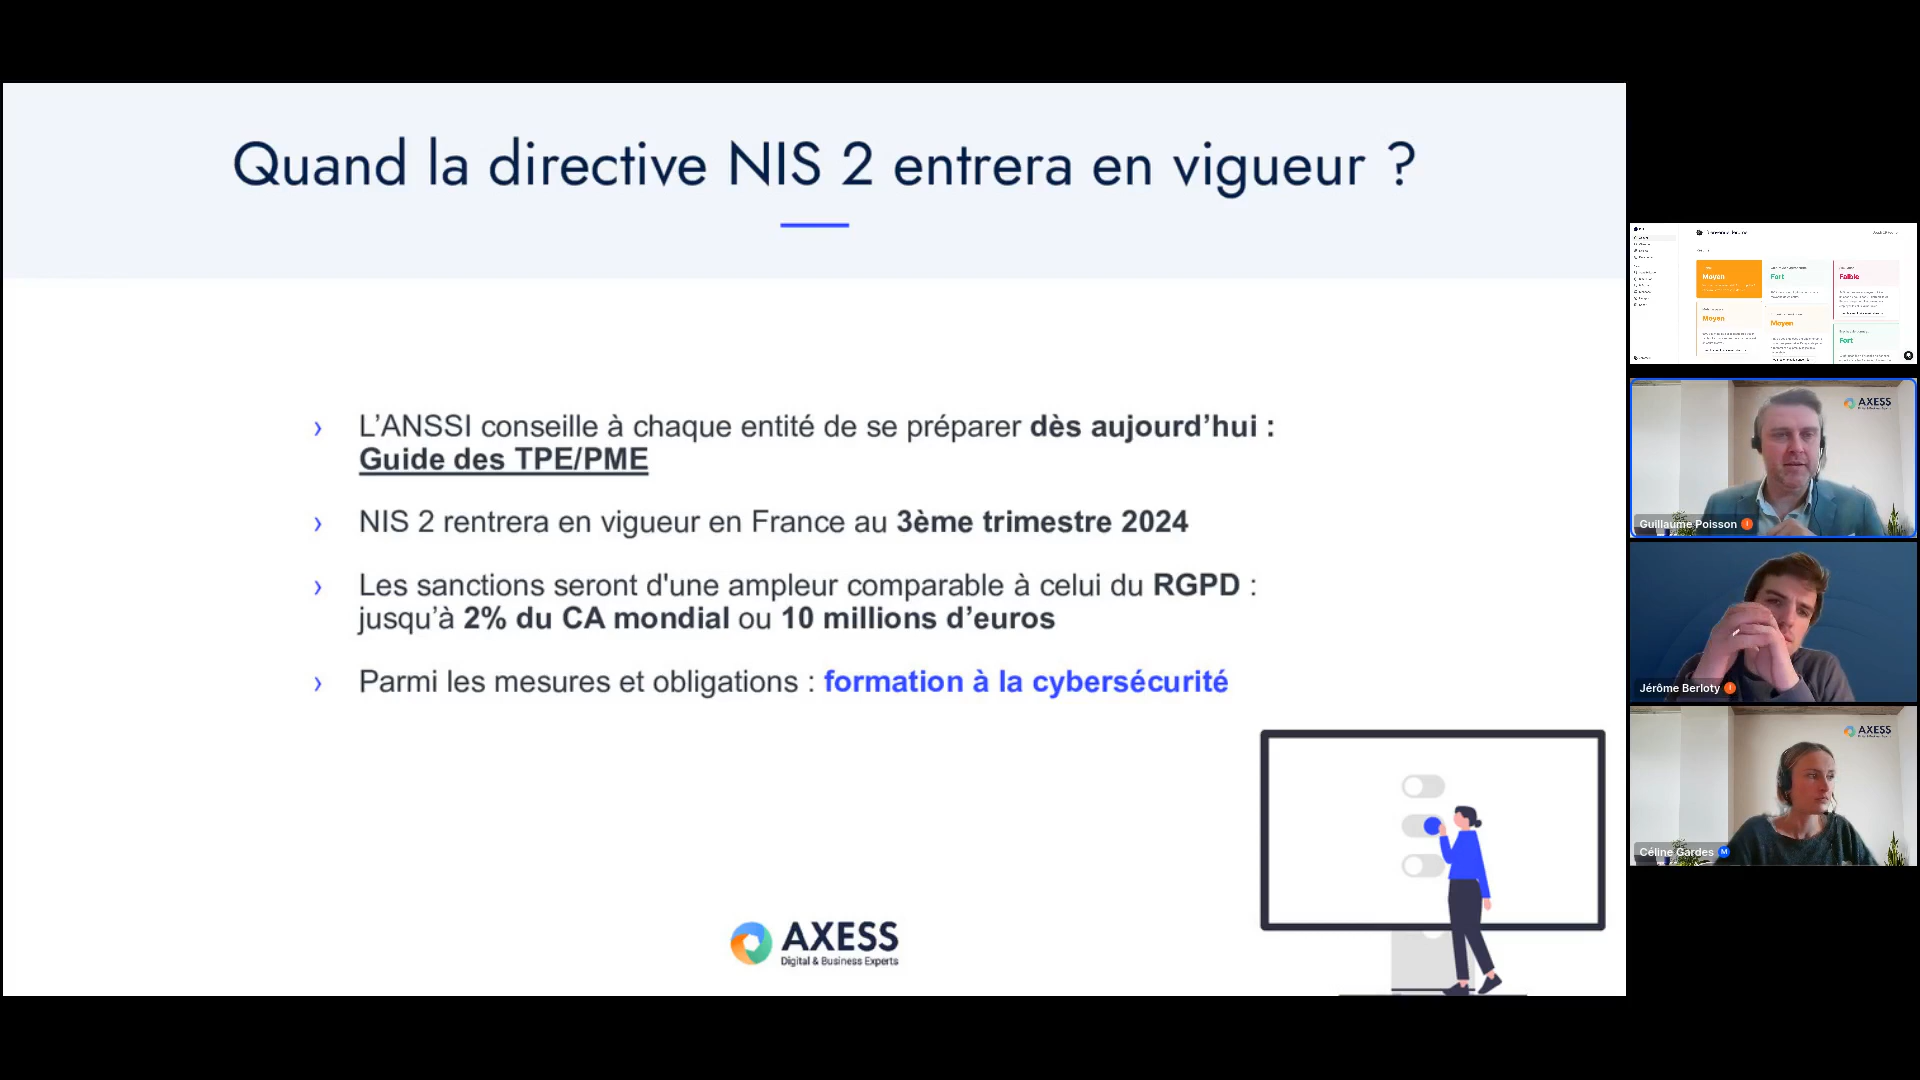 Quand la directive NIS 2 entrera en vigueur ?
› L’ANSSI conseille à chaque entité de se préparer dès aujourd’hui :
Guide des TPE/PME
› NIS 2 rentrera en vigueur en France au 3ème trimestre 2024
› Les sanctions seront d'une ampleur comparable à celui du RGPD :
jusqu’à 2% du CA mondial ou 10 millions d’euros
› Parmi les mesures et obligations : formation à la cybersécurité
AXESS
Digital & Business Experts
Moyen
Fort
Faible
Moyen
Moyen
Fort
AXESS
Guillaume Poisson
Jérôme Berloty
AXESS
Céline Gardes M